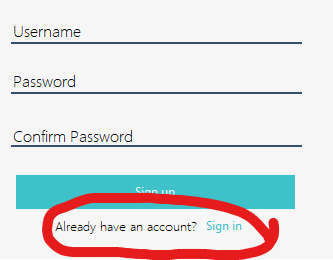 Username
Password
Confirm Password
Sign up
Already have an account? Sign in